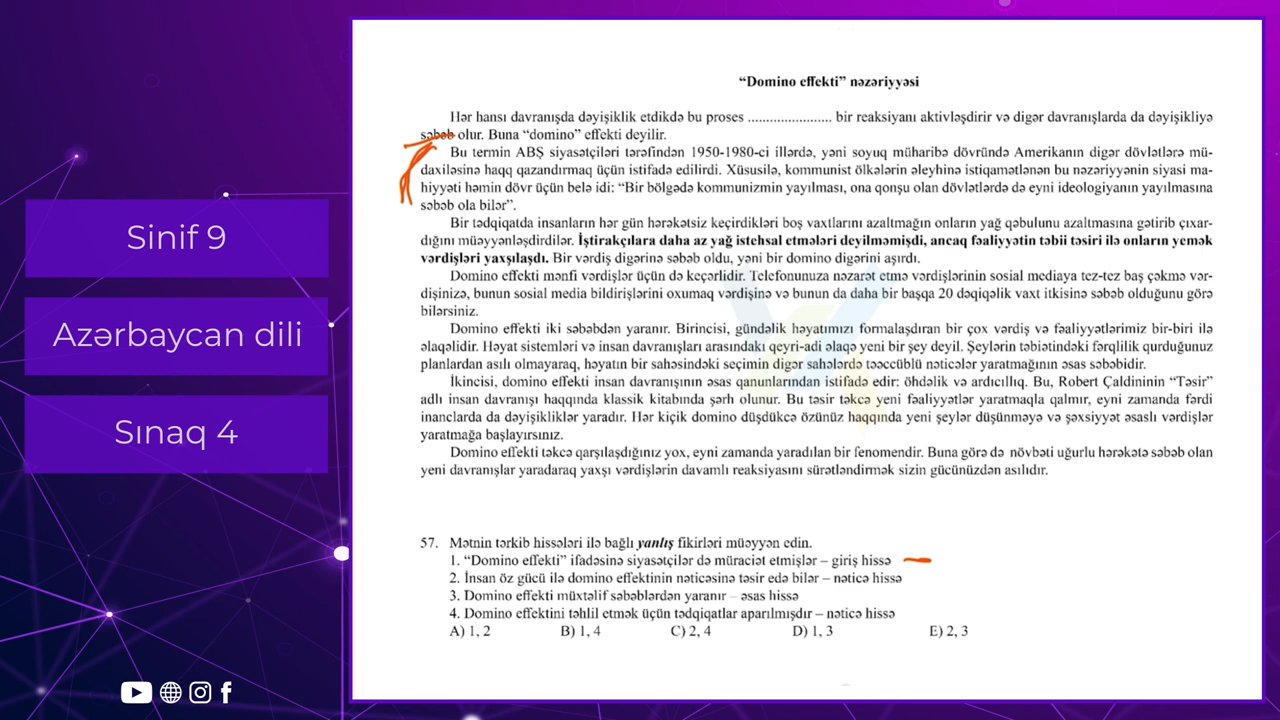 Sinif 9
Azərbaycan dili
Sınaq 4
“Domino effekti” nəzəriyyəsi
Hər hansı davranışda dəyişiklik etdikdə bu proses ....................... bir reaksiyanı aktivləşdirir və digər davranışlarda da dəyişikliyə
səbəb olur. Buna “domino” effekti deyilir.
Bu termin ABŞ siyasətçiləri tərəfindən 1950-1980-ci illərdə, yəni soyuq müharibə dövründə Amerikanın digər dövlətlərə mü-
daxiləsinə haqq qazandırmaq üçün istifadə edilirdi. Xüsusilə, kommunist ölkələrin əleyhinə istiqamətlənən bu nəzəriyyənin siyasi ma-
hiyyəti həmin dövr üçün belə idi: “Bir bölgədə kommunizmin yayılması, ona qonşu olan dövlətlərdə də eyni ideologiyanın yayılmasına
səbəb ola bilər”.
Bir tədqiqatda insanların hər gün hərəkətsiz keçirdikləri boş vaxtlarını azaltmağın onların yağ qəbulunu azaltmasına gətirib çıxar-
dığını müəyyənləşdirdilər. İştirakçılara daha az yağ istehsal etmələri deyilməmişdi, ancaq fəaliyyətin təbii təsiri ilə onların yemək
vərdişləri yaxşılaşdı. Bir vərdiş digərinə səbəb oldu, yəni bir domino digərini aşırdı.
Domino effekti mənfi vərdişlər üçün də keçərlidir. Telefonunuza nəzarət etmə vərdişlərinin sosial mediaya tez-tez baş çəkmə vər-
dişinizə, bunun sosial media bildirişlərini oxumaq vərdişinə və bunun da daha bir başqa 20 dəqiqəlik vaxt itkisinə səbəb olduğunu görə
bilərsiniz.
Domino effekti iki səbəbdən yaranır. Birincisi, gündəlik həyatımızı formalaşdıran bir çox vərdiş və fəaliyyətlərimiz bir-biri ilə
əlaqəlidir. Həyat sistemləri və insan davranışları arasındakı qeyri-adi əlaqə yeni bir şey deyil. Şeylərin təbiətindəki fərqlilik qurduğunuz
planlardan asılı olmayaraq, həyatın bir sahəsindəki seçimin digər sahələrdə təəccüblü nəticələr yaratmağının əsas səbəbidir.
İkincisi, domino effekti insan davranışının əsas qanunlarından istifadə edir: öhdəlik və ardıcıllıq. Bu, Robert Çaldininin “Təsir”
adlı insan davranışı haqqında klassik kitabında şərh olunur. Bu təsir təkcə yeni fəaliyyətlər yaratmaqla qalmır, eyni zamanda fərdi
inanclarda da dəyişikliklər yaradır. Hər kiçik domino düşdükcə özünüz haqqında yeni şeylər düşünməyə və şəxsiyyət əsaslı vərdişlər
yaratmağa başlayırsınız.
Domino effekti təkcə qarşılaşdığınız yox, eyni zamanda yaradılan bir fenomendir. Buna görə də növbəti uğurlu hərəkətə səbəb olan
yeni davranışlar yaradaraq yaxşı vərdişlərin davamlı reaksiyasını sürətləndirmək sizin gücünüzdən asılıdır.
57. Mətnin tərkib hissələri ilə bağlı yanlış fikirləri müəyyən edin.
1. “Domino effekti” ifadəsinə siyasətçilər də müraciət etmişlər – giriş hissə
2. İnsan öz gücü ilə domino effektinin nəticəsinə təsir edə bilər – nəticə hissə
3. Domino effekti müxtəlif səbəblərdən yaranır – əsas hissə
4. Domino effektini təhlil etmək üçün tədqiqatlar aparılmışdır – nəticə hissə
A) 1, 2 B) 1, 4 C) 2, 4 D) 1, 3 E) 2, 3